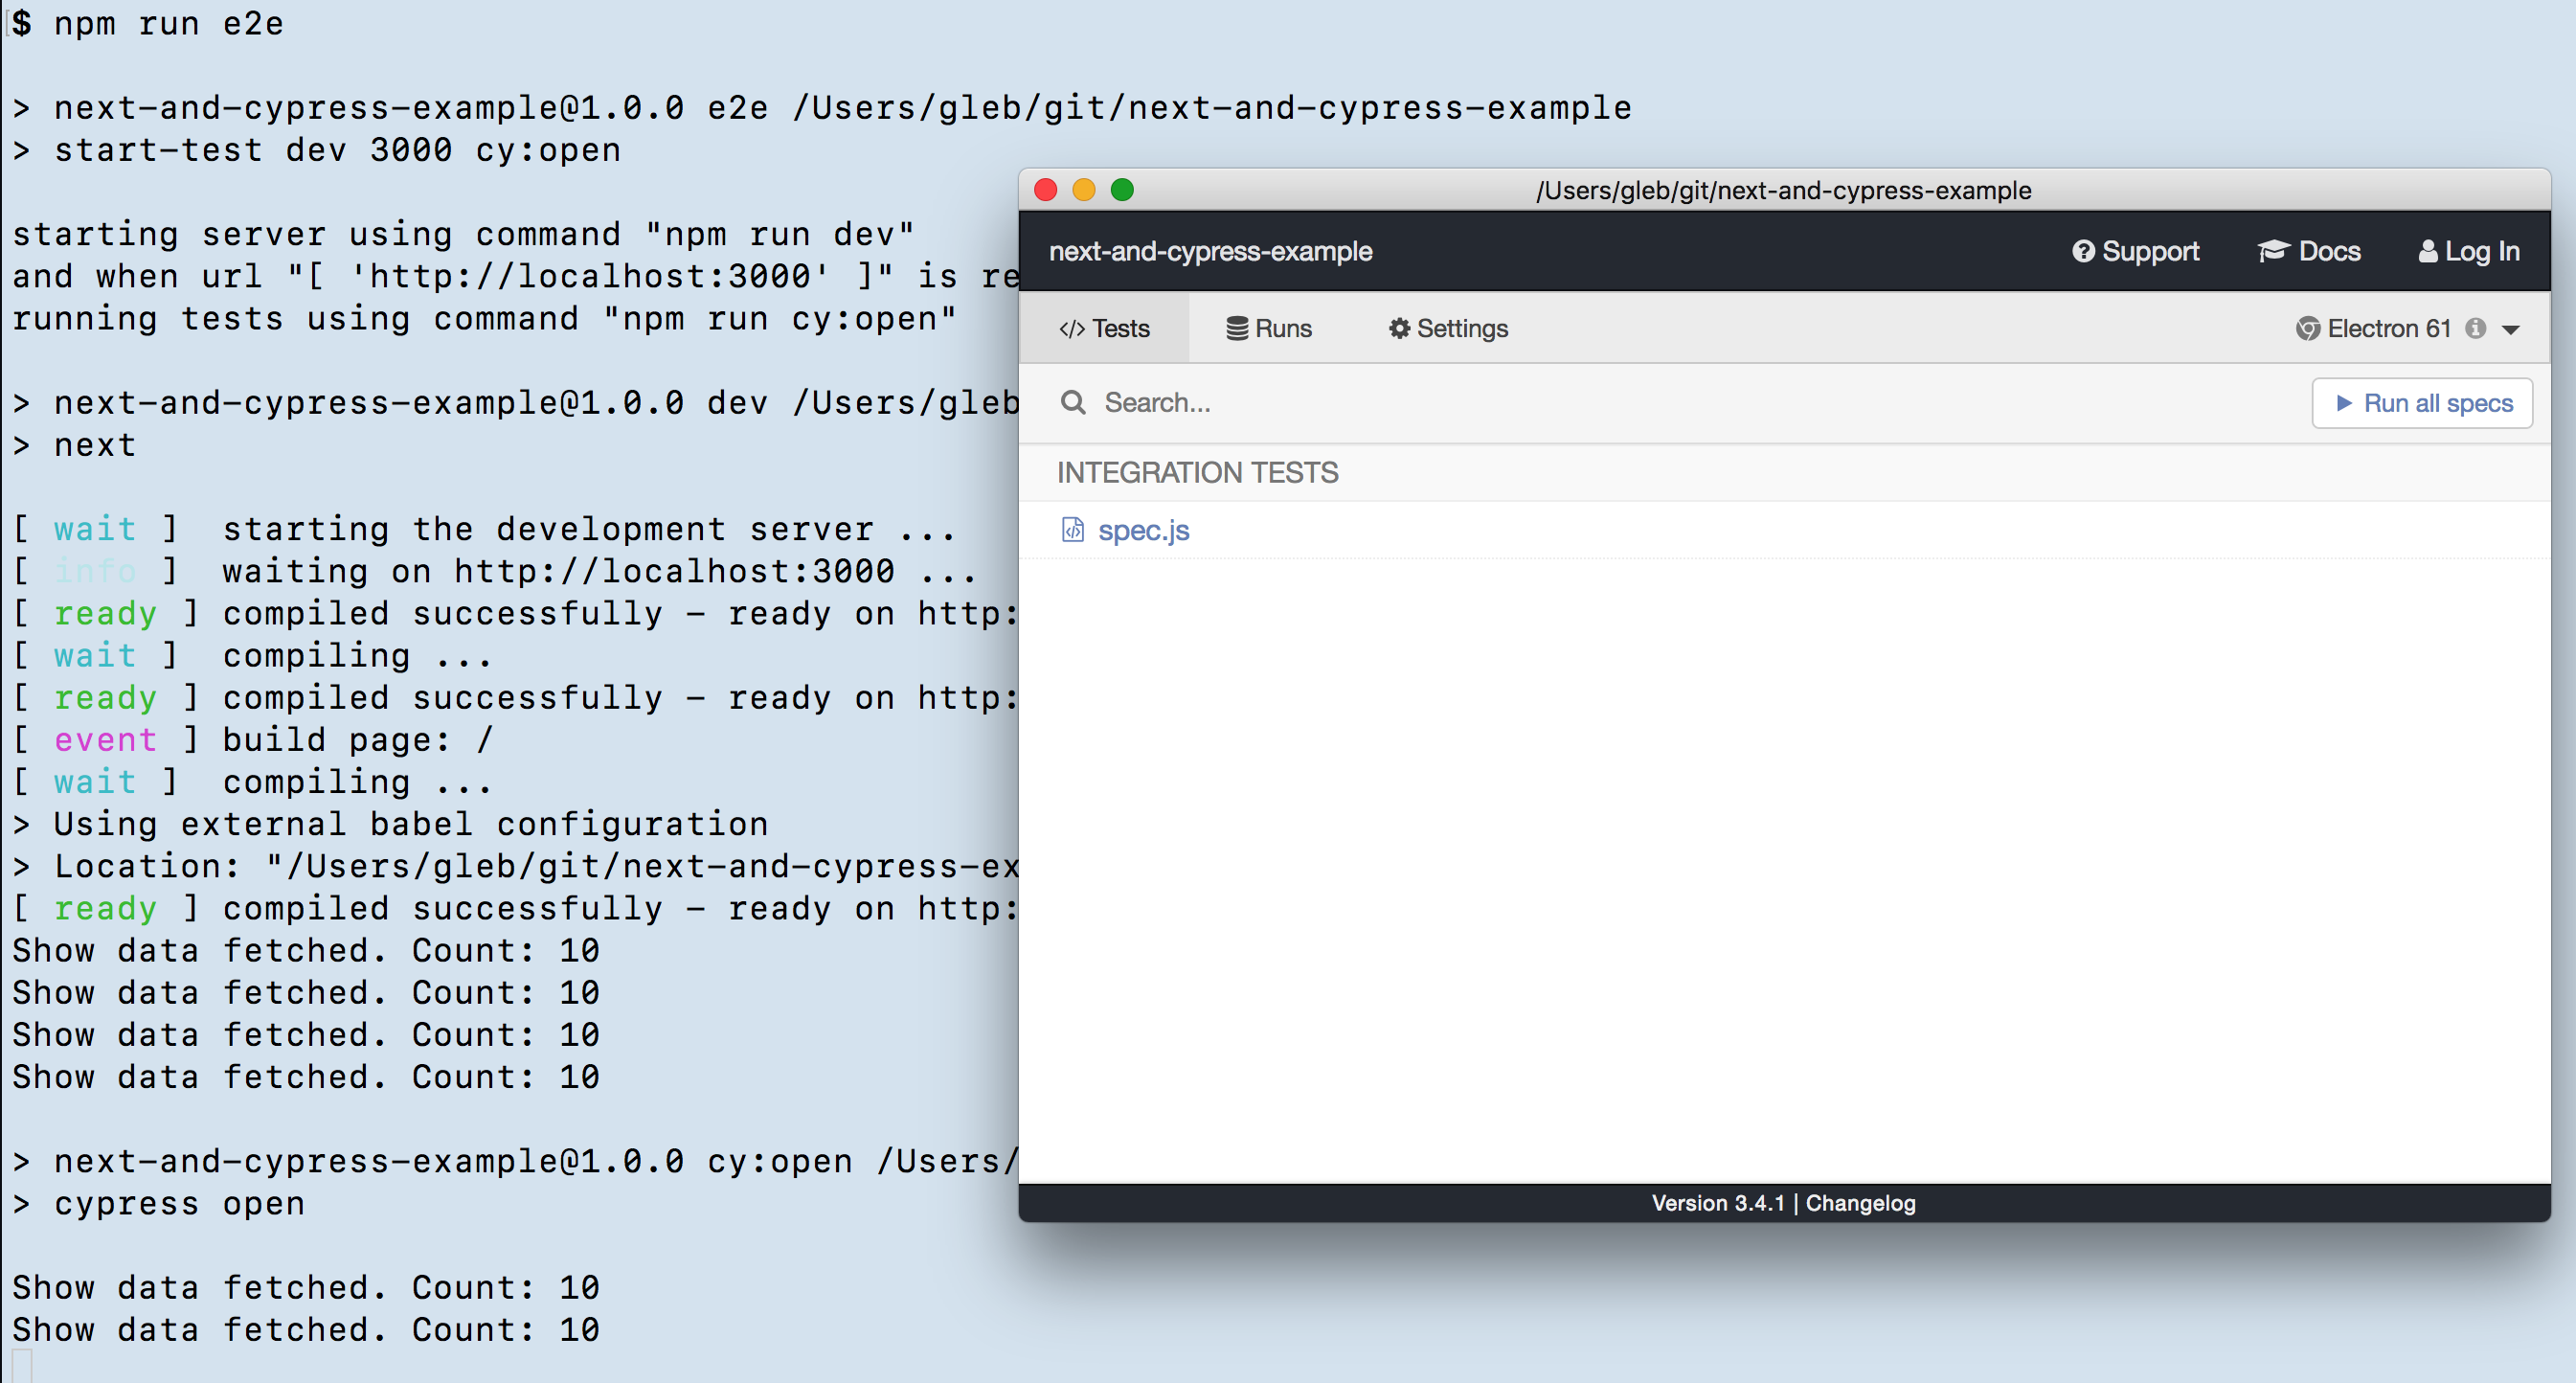 $ npm run e2e
> next-and-cypress-example@1.0.0 e2e /Users/gleb/git/next-and-cypress-example
> start-test dev 3000 cy:open
starting server using command "npm run dev"
and when url "[ 'http://localhost:3000' ]" is re
running tests using command "npm run cy:open"
> next-and-cypress-example@1.0.0 dev /Users/gleb
> next
[ wait ]  starting the development server ...
[ info ]  waiting on http://localhost:3000 ...
[ ready ] compiled successfully - ready on http:
[ wait ]  compiling ...
[ ready ] compiled successfully - ready on http:
[ event ] build page: /
[ wait ]  compiling ...
> Using external babel configuration
> Location: "/Users/gleb/git/next-and-cypress-ex
[ ready ] compiled successfully - ready on http:
Show data fetched. Count: 10
Show data fetched. Count: 10
Show data fetched. Count: 10
Show data fetched. Count: 10
> next-and-cypress-example@1.0.0 cy:open /Users/
> cypress open
Show data fetched. Count: 10
Show data fetched. Count: 10
/Users/gleb/git/next-and-cypress-example
next-and-cypress-example Support Docs Log In
</> Tests Runs Settings Electron 61
Search... Run all specs
INTEGRATION TESTS
spec.js
Version 3.4.1 | Changelog